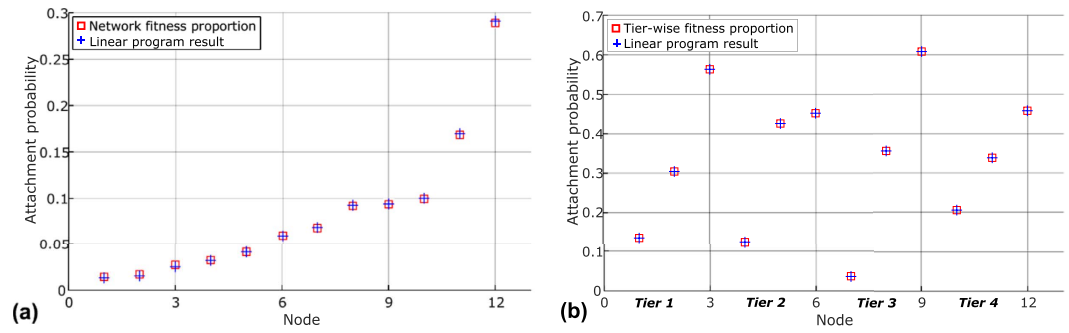 0.3
0.25
0.2
0.15
0.1
0.05
0
Attachment probability
Network fitness proportion
Linear program result
0 3 6 9 12
Node
(a)
0.7
0.6
0.5
0.4
0.3
0.2
0.1
0
Attachment probability
Tier-wise fitness proportion
Linear program result
0 Tier 1 3 Tier 2 6 Tier 3 9 Tier 4 12
Node
(b)